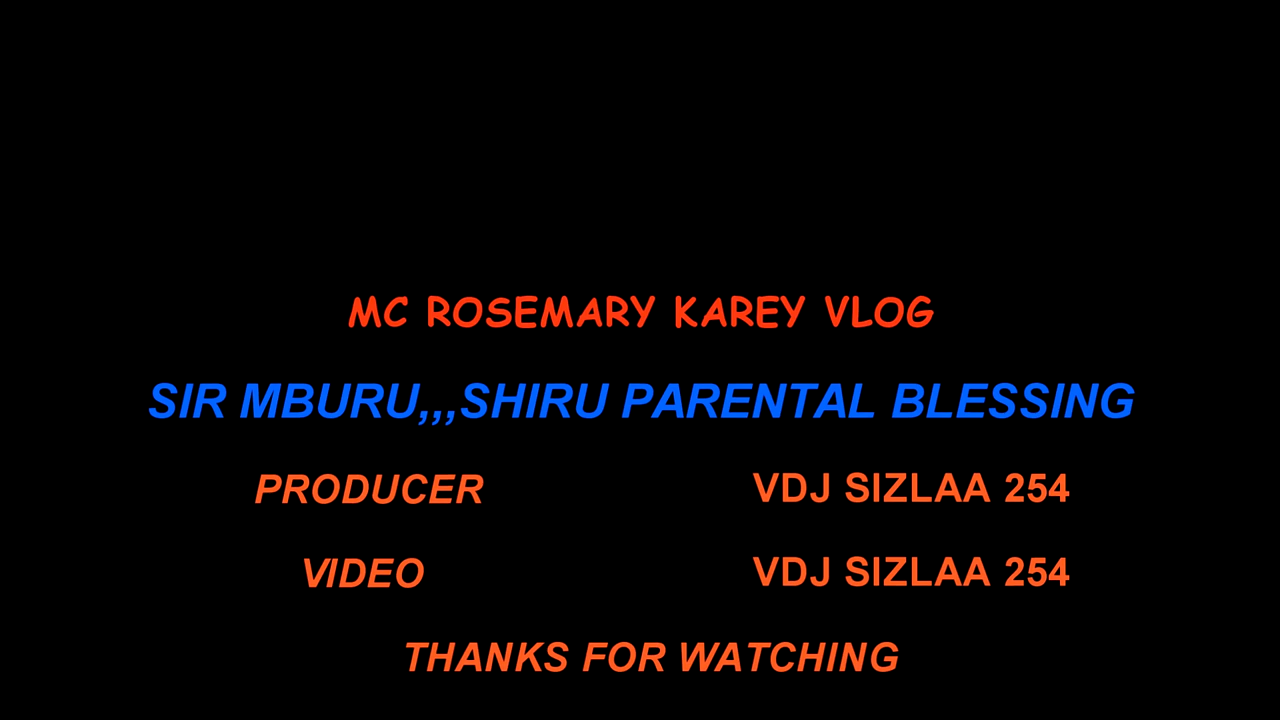 MC ROSEMARY KAREY VLOG
SIR MBURU,,,SHIRU PARENTAL BLESSING
PRODUCER VDJ SIZLAA 254
VIDEO VDJ SIZLAA 254
THANKS FOR WATCHING